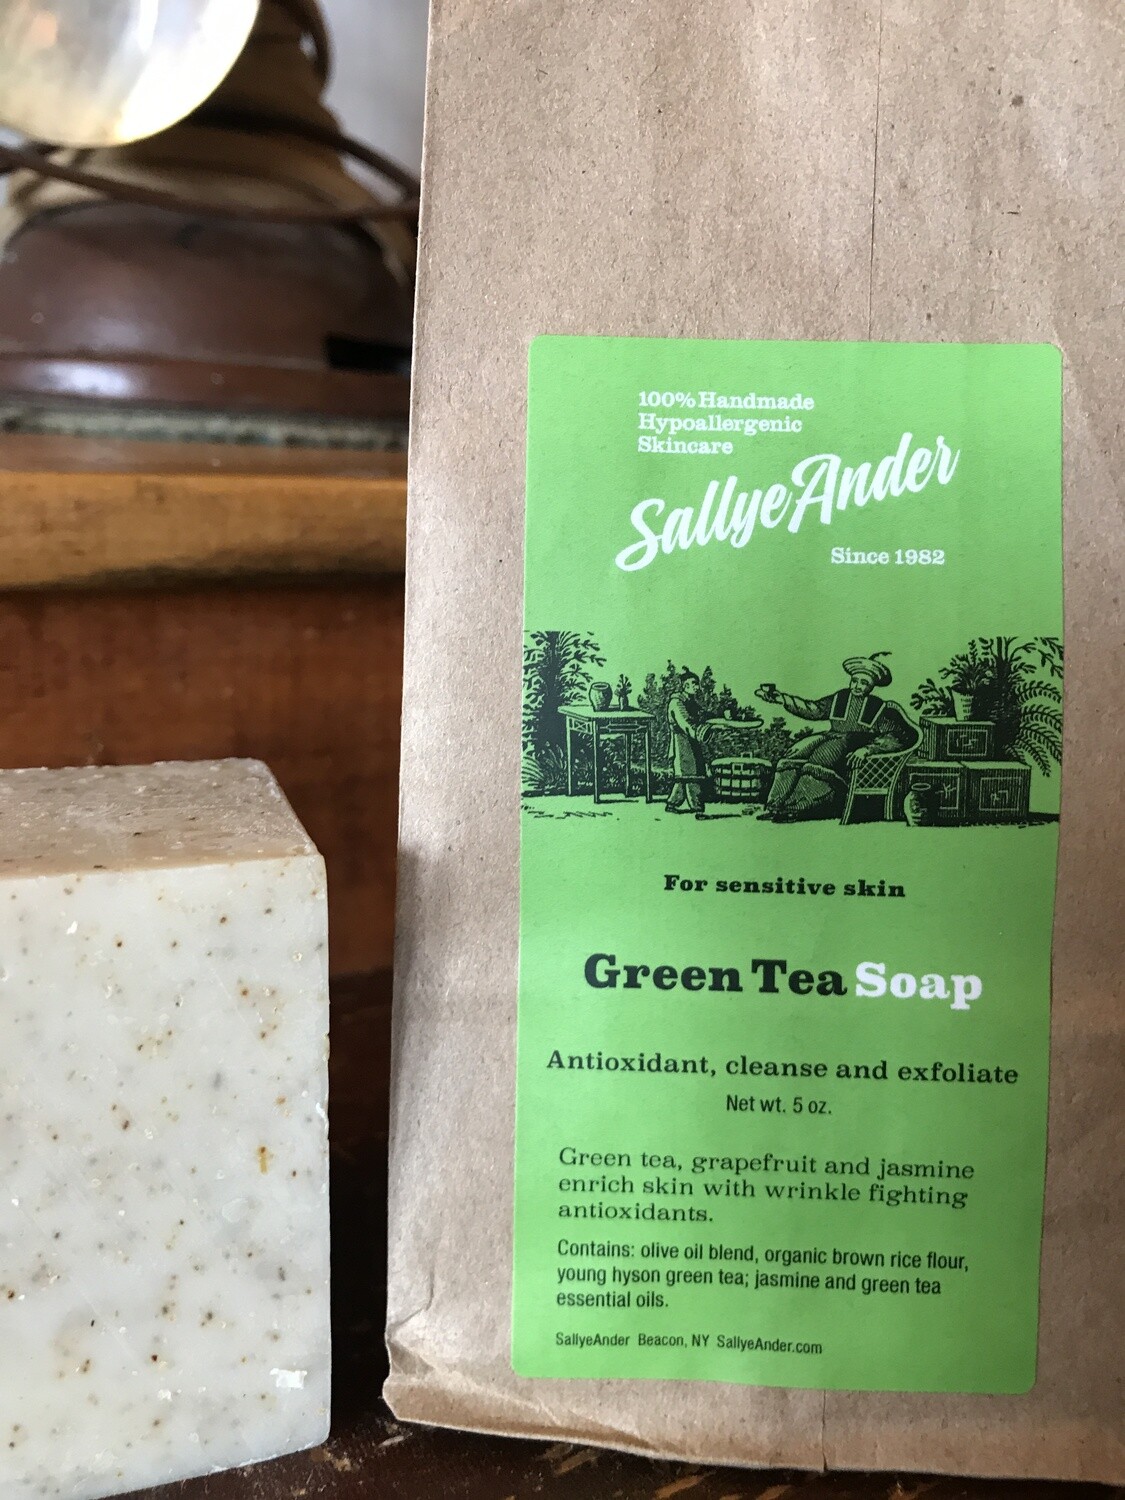 100% Handmade
Hypoallergenic
Skincare
SallyeAnder
Since 1982
For sensitive skin
Green Tea Soap
Antioxidant, cleanse and exfoliate
Net wt. 5 oz.
Green tea, grapefruit and jasmine
enrich skin with wrinkle fighting
antioxidants.
Contains: olive oil blend, organic brown rice flour,
young hyson green tea; jasmine and green tea
essential oils.
SallyeAnder Beacon, NY SallyeAnder.com